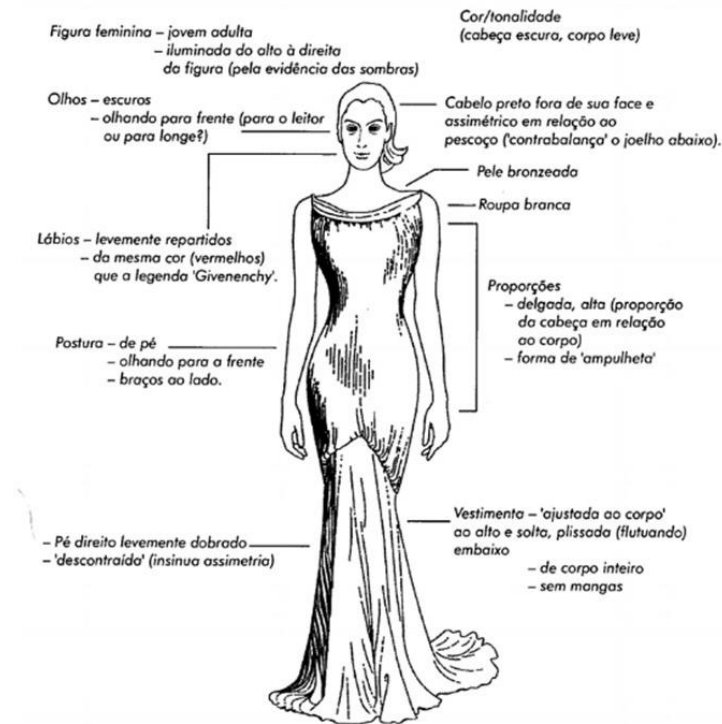 Figura feminina – jovem adulta
– iluminada do alto à direita
da figura (pela evidência das sombras)
Cor/tonalidade
(cabeça escura, corpo leve)
Olhos – escuros
– olhando para frente (para o leitor
ou para longe?)
Cabelo preto fora de sua face e
assimétrico em relação ao
pescoço ('contrabalança' o joelho abaixo).
Pele bronzeada
Roupa branca
Lábios – levemente repartidos
– da mesma cor (vermelhos)
que a legenda 'Givenenchy'.
Proporções
– delgada, alta (proporção
da cabeça em relação
ao corpo)
– forma de 'ampulheta'
Postura – de pé
– olhando para a frente
– braços ao lado.
Vestimenta – 'ajustada ao corpo'
ao alto e solta, plissada (flutuando)
embaixo
– de corpo inteiro
– sem mangas
– Pé direito levemente dobrado
– 'descontraída' (insinua assimetria)